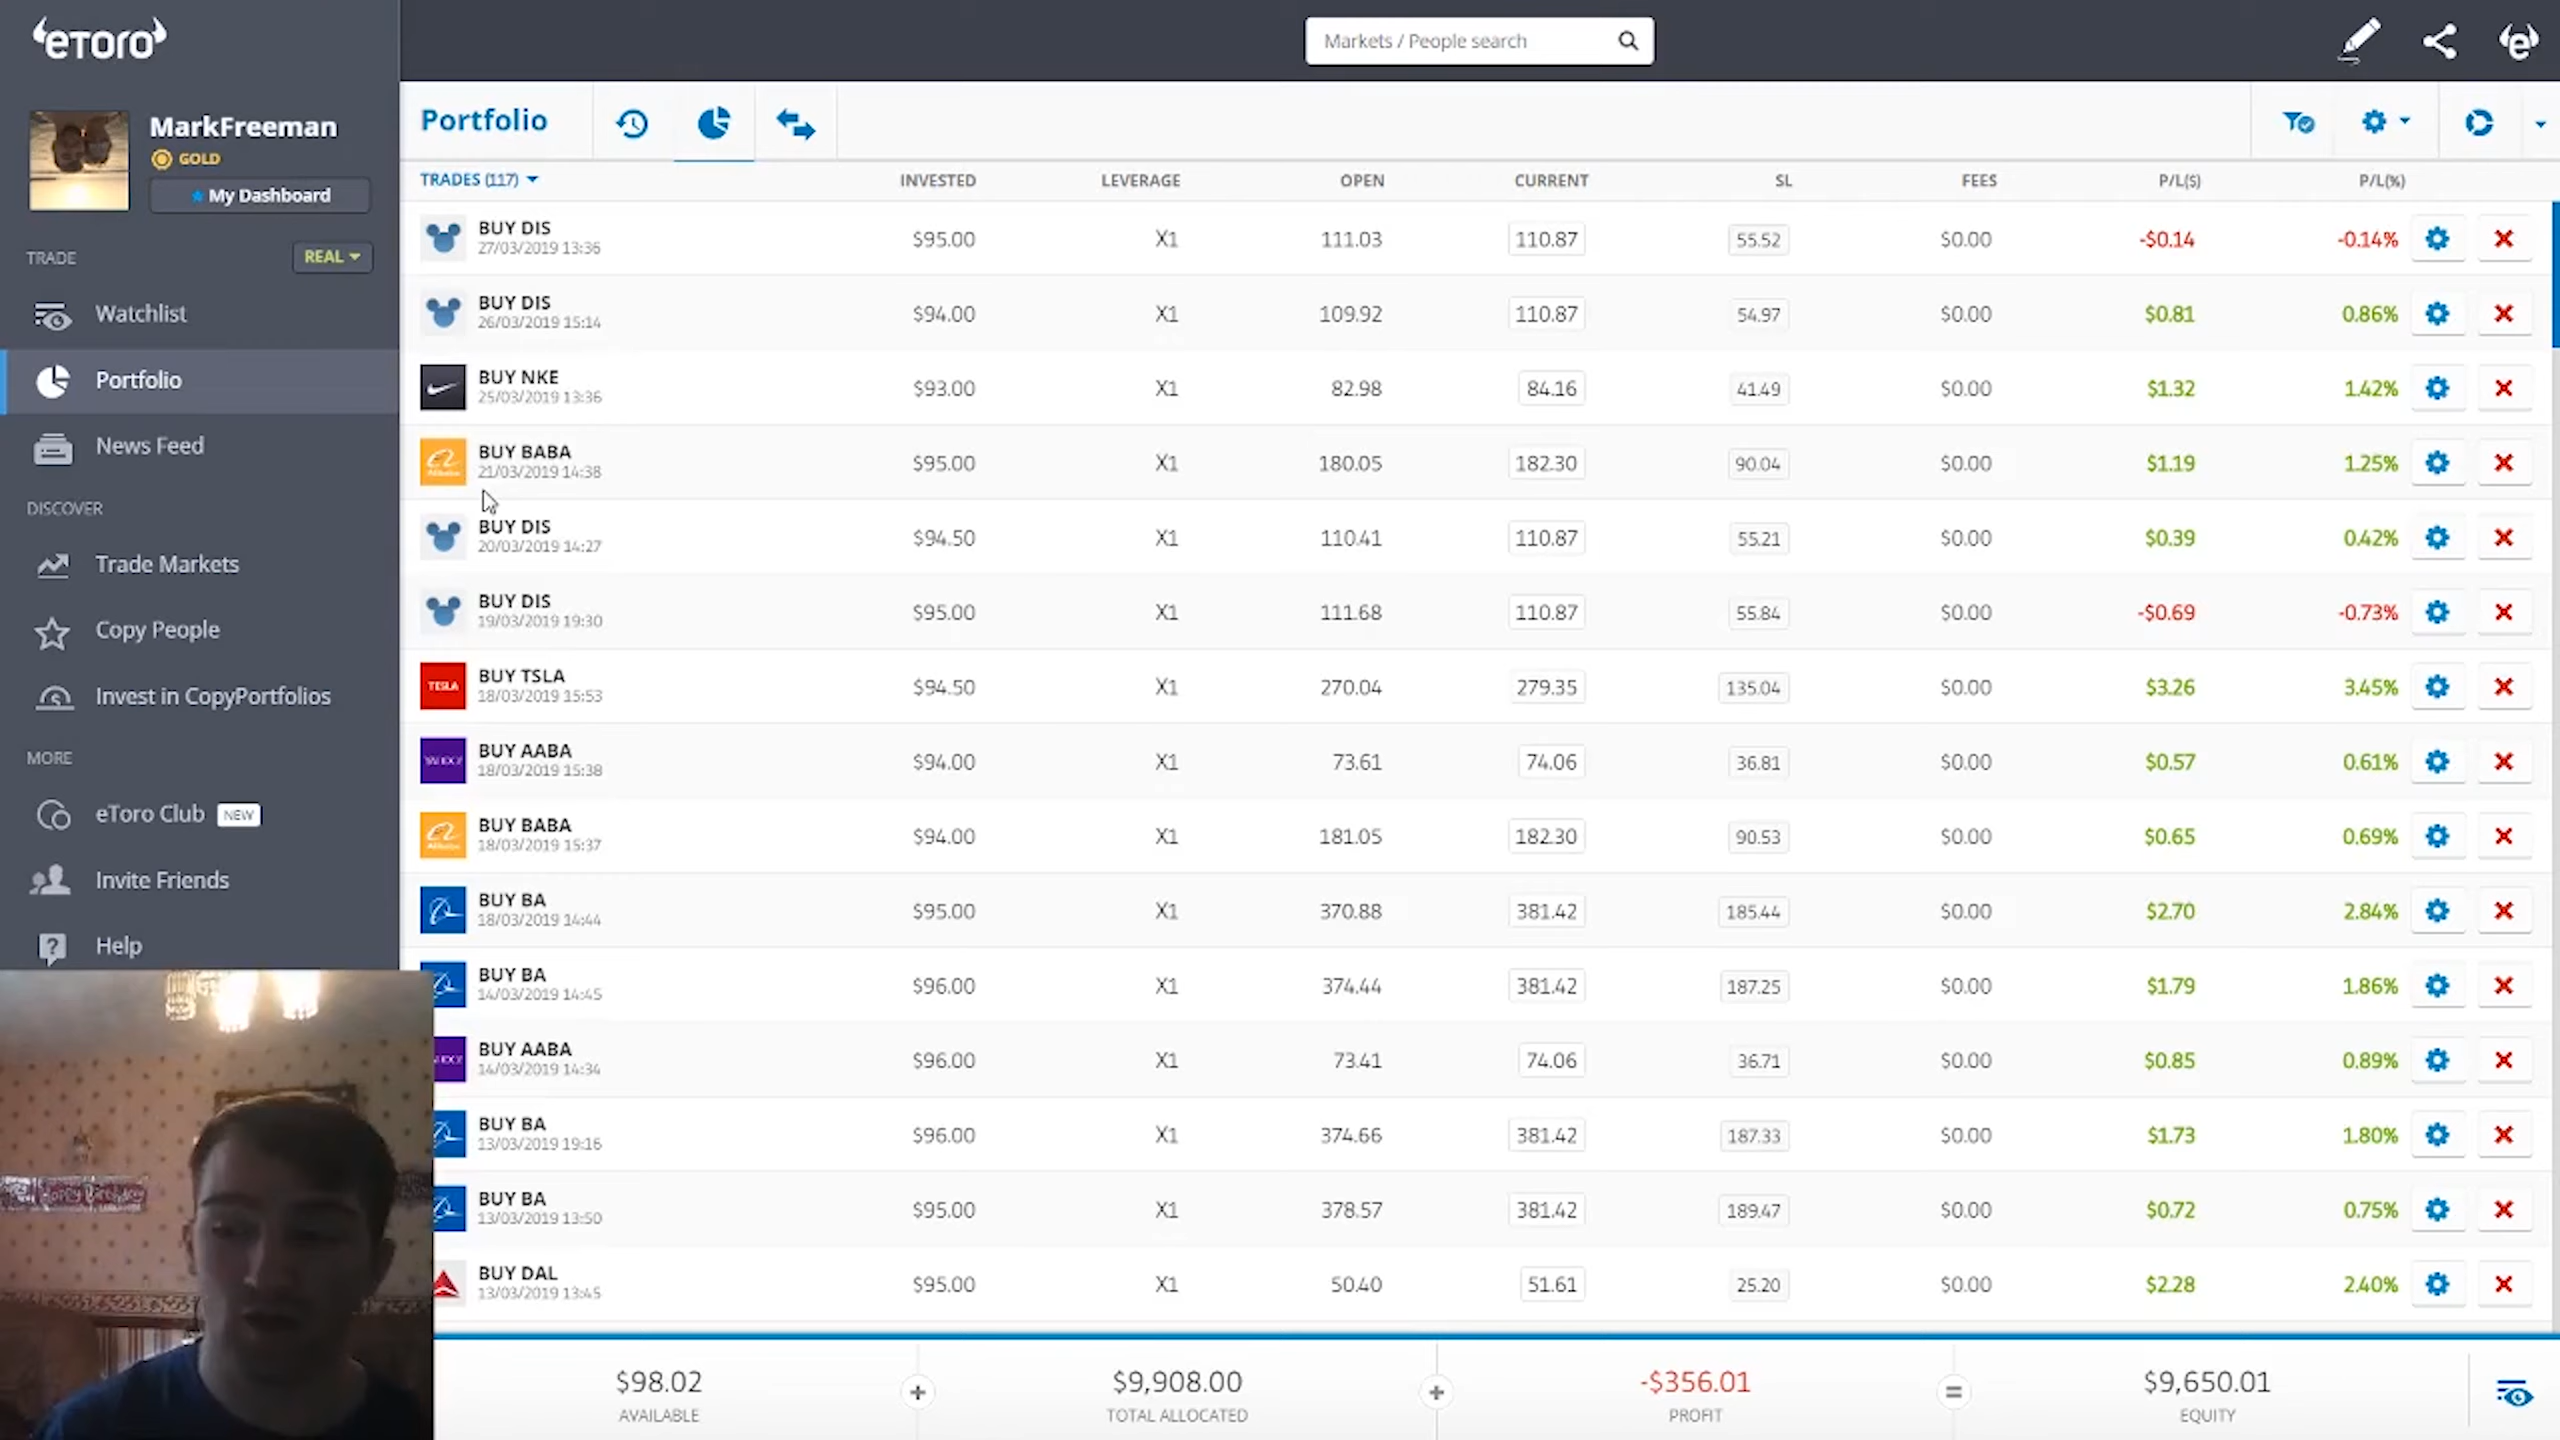 eToro
Markets / People search
MarkFreeman
GOLD
My Dashboard
TRADE
REAL
Watchlist
Portfolio
News Feed
DISCOVER
Trade Markets
Copy People
Invest in CopyPortfolios
MORE
eToro Club NEW
Invite Friends
Help
Portfolio
TRADES (117) INVESTED LEVERAGE OPEN CURRENT SL FEES P/L($) P/L(%)
BUY DIS
27/03/2019 13:36
$95.00 X1 111.03 110.87 55.52 $0.00 -$0.14 -0.14%
BUY DIS
26/03/2019 15:14
$94.00 X1 109.92 110.87 54.97 $0.00 $0.81 0.86%
BUY NKE
25/03/2019 13:36
$93.00 X1 82.98 84.16 41.49 $0.00 $1.32 1.42%
Alibaba
BUY BABA
21/03/2019 14:38
$95.00 X1 180.05 182.30 90.04 $0.00 $1.19 1.25%
BUY DIS
20/03/2019 14:27
$94.50 X1 110.41 110.87 55.21 $0.00 $0.39 0.42%
BUY DIS
19/03/2019 19:30
$95.00 X1 111.68 110.87 55.84 $0.00 -$0.69 -0.73%
TESLA
BUY TSLA
18/03/2019 15:53
$94.50 X1 270.04 279.35 135.04 $0.00 $3.26 3.45%
YAHOO!
BUY AABA
18/03/2019 15:38
$94.00 X1 73.61 74.06 36.81 $0.00 $0.57 0.61%
Alibaba
BUY BABA
18/03/2019 15:37
$94.00 X1 181.05 182.30 90.53 $0.00 $0.65 0.69%
BUY BA
18/03/2019 14:44
$95.00 X1 370.88 381.42 185.44 $0.00 $2.70 2.84%
BUY BA
14/03/2019 14:45
$96.00 X1 374.44 381.42 187.25 $0.00 $1.79 1.86%
BUY AABA
14/03/2019 14:34
$96.00 X1 73.41 74.06 36.71 $0.00 $0.85 0.89%
BUY BA
13/03/2019 19:16
$96.00 X1 374.66 381.42 187.33 $0.00 $1.73 1.80%
BUY BA
13/03/2019 13:50
$95.00 X1 378.57 381.42 189.47 $0.00 $0.72 0.75%
BUY DAL
13/03/2019 13:45
$95.00 X1 50.40 51.61 25.20 $0.00 $2.28 2.40%
Happy Birthday
$98.02 + $9,908.00 + -$356.01 = $9,650.01
AVAILABLE TOTAL ALLOCATED PROFIT EQUITY